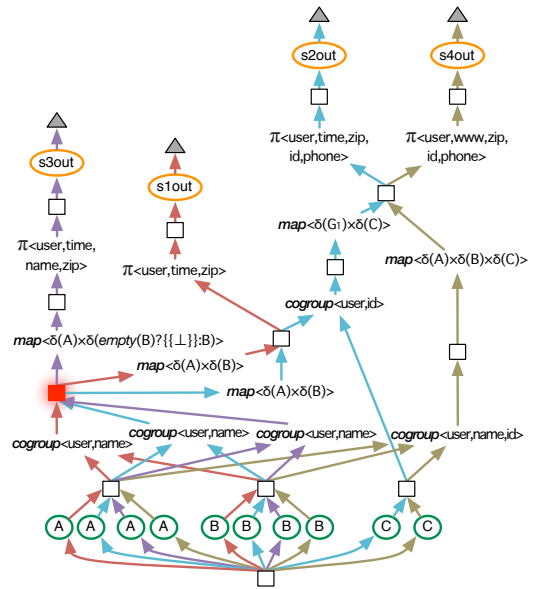 s2out
s4out
π<user,time,zip,
id,phone>
π<user,www,zip,
id,phone>
s3out
s1out
map<δ(G1)×δ(C)>
π<user,time,
name,zip>
π<user,time,zip>
map<δ(A)×δ(B)×δ(C)>
cogroup<user,id>
map<δ(A)×δ(empty(B)?{{⊥}}:B)>
map<δ(A)×δ(B)>
map<δ(A)×δ(B)>
cogroup<user,name>
cogroup<user,name>
cogroup<user,name>
cogroup<user,name,id>
A A A A B B B B C C